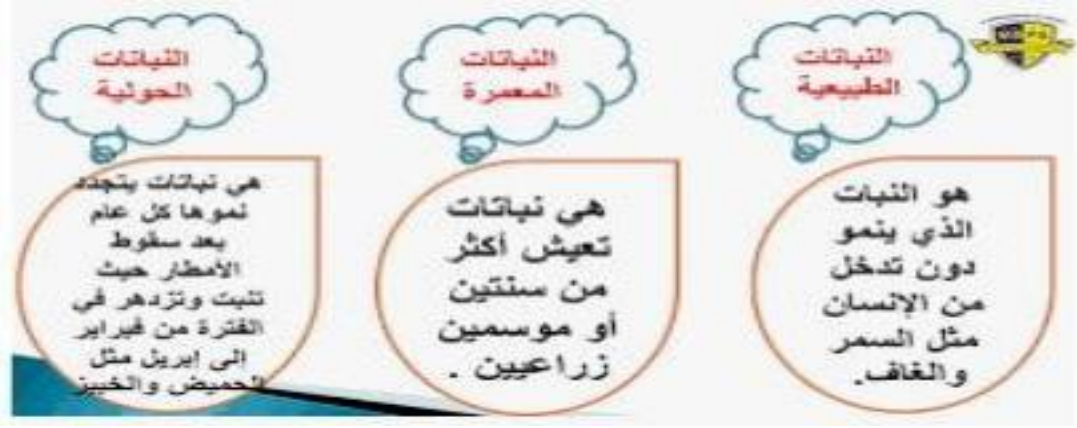 النباتات
الطبيعية
هو النبات
الذي ينمو
دون تدخل
من الإنسان
مثل السمر
والغاف.
النباتات
المعمرة
هي نباتات
تعيش أكثر
من سنتين
أو موسمين
زراعيين .
النباتات
الحولية
هي نباتات يتجدد
نموها كل عام
بعد سقوط
الأمطار حيث
تنبت وتزدهر في
الفترة من فبراير
إلى إبريل مثل
الحميض والخبيز